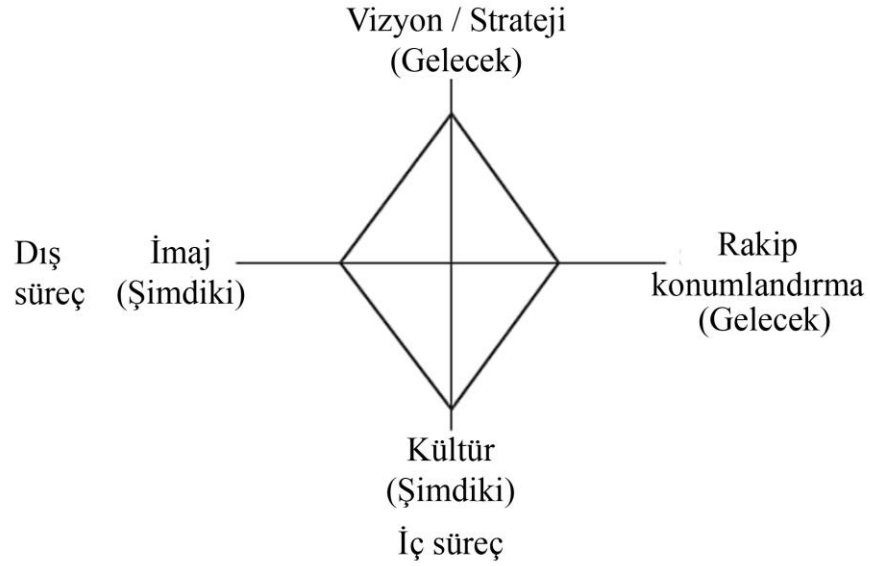 Vizyon / Strateji
(Gelecek)
Dış
süreç
İmaj
(Şimdiki)
Rakip
konumlandırma
(Gelecek)
Kültür
(Şimdiki)
İç süreç